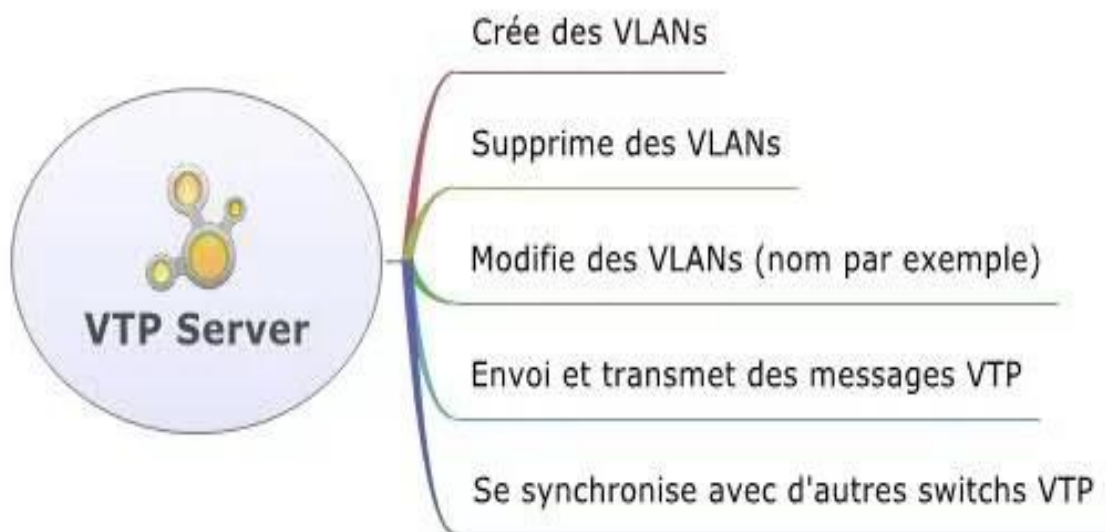 Crée des VLANs
Supprime des VLANs
Modifie des VLANs (nom par exemple)
VTP Server
Envoi et transmet des messages VTP
Se synchronise avec d'autres switchs VTP